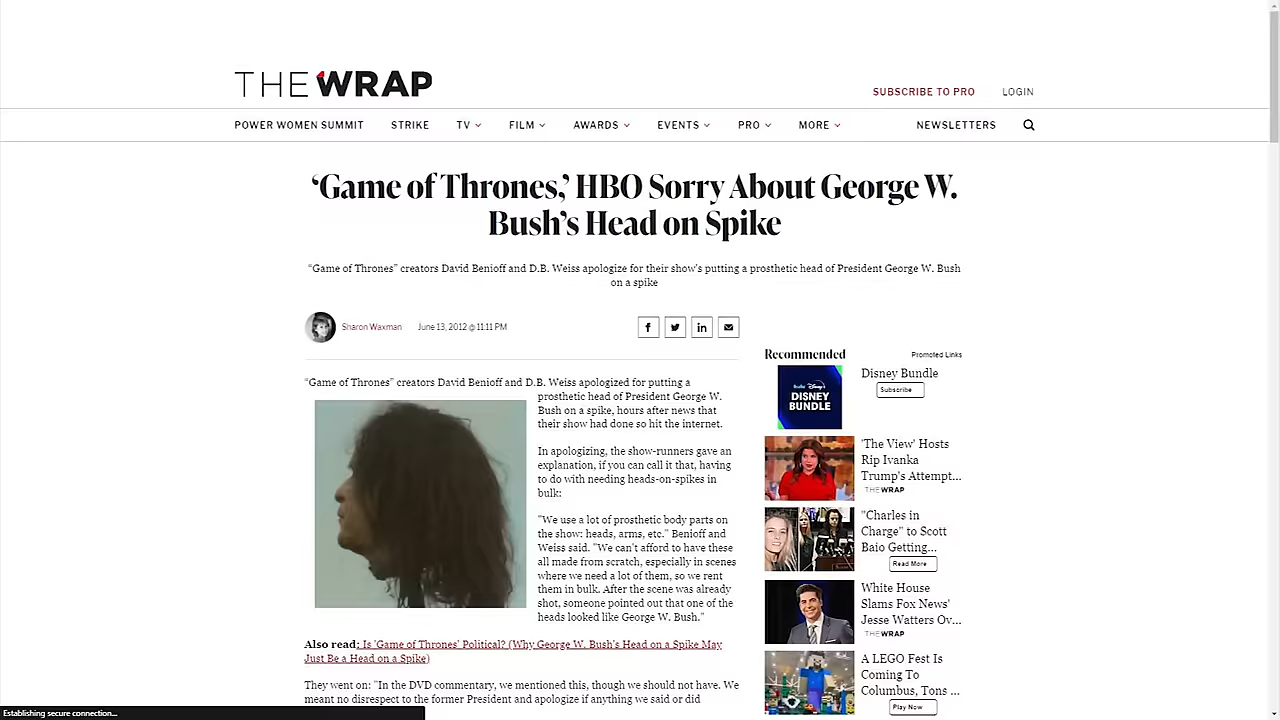 THE WRAP
SUBSCRIBE TO PRO
LOGIN
POWER WOMEN SUMMIT
STRIKE
TV
FILM
AWARDS
EVENTS
PRO
MORE
NEWSLETTERS
‘Game of Thrones,’ HBO Sorry About George W.
Bush’s Head on Spike
“Game of Thrones” creators David Benioff and D.B. Weiss apologize for their show's putting a prosthetic head of President George W. Bush
on a spike
Sharon Waxman
June 13, 2012 @ 11:11 PM
“Game of Thrones” creators David Benioff and D.B. Weiss apologized for putting a
prosthetic head of President George W.
Bush on a spike, hours after news that
their show had done so hit the internet.
In apologizing, the show-runners gave an
explanation, if you can call it that, having
to do with needing heads-on-spikes in
bulk:
"We use a lot of prosthetic body parts on
the show: heads, arms, etc." Benioff and
Weiss said. "We can't afford to have these
all made from scratch, especially in scenes
where we need a lot of them, so we rent
them in bulk. After the scene was already
shot, someone pointed out that one of the
heads looked like George W. Bush."
Also read: Is 'Game of Thrones' Political? (Why George W. Bush's Head on a Spike May
Just Be a Head on a Spike)
They went on: "In the DVD commentary, we mentioned this, though we should not have. We
meant no disrespect to the former President and apologize if anything we said or did
Recommended
Promoted Links
hulu Disney+
DISNEY
BUNDLE
Disney Bundle
Subscribe
'The View' Hosts
Rip Ivanka
Trump's Attempt...
THE WRAP
"Charles in
Charge" to Scott
Baio Getting...
Read More
White House
Slams Fox News'
Jesse Watters Ov...
THE WRAP
A LEGO Fest Is
Coming To
Columbus, Tons ...
Play Now
Establishing secure connection...